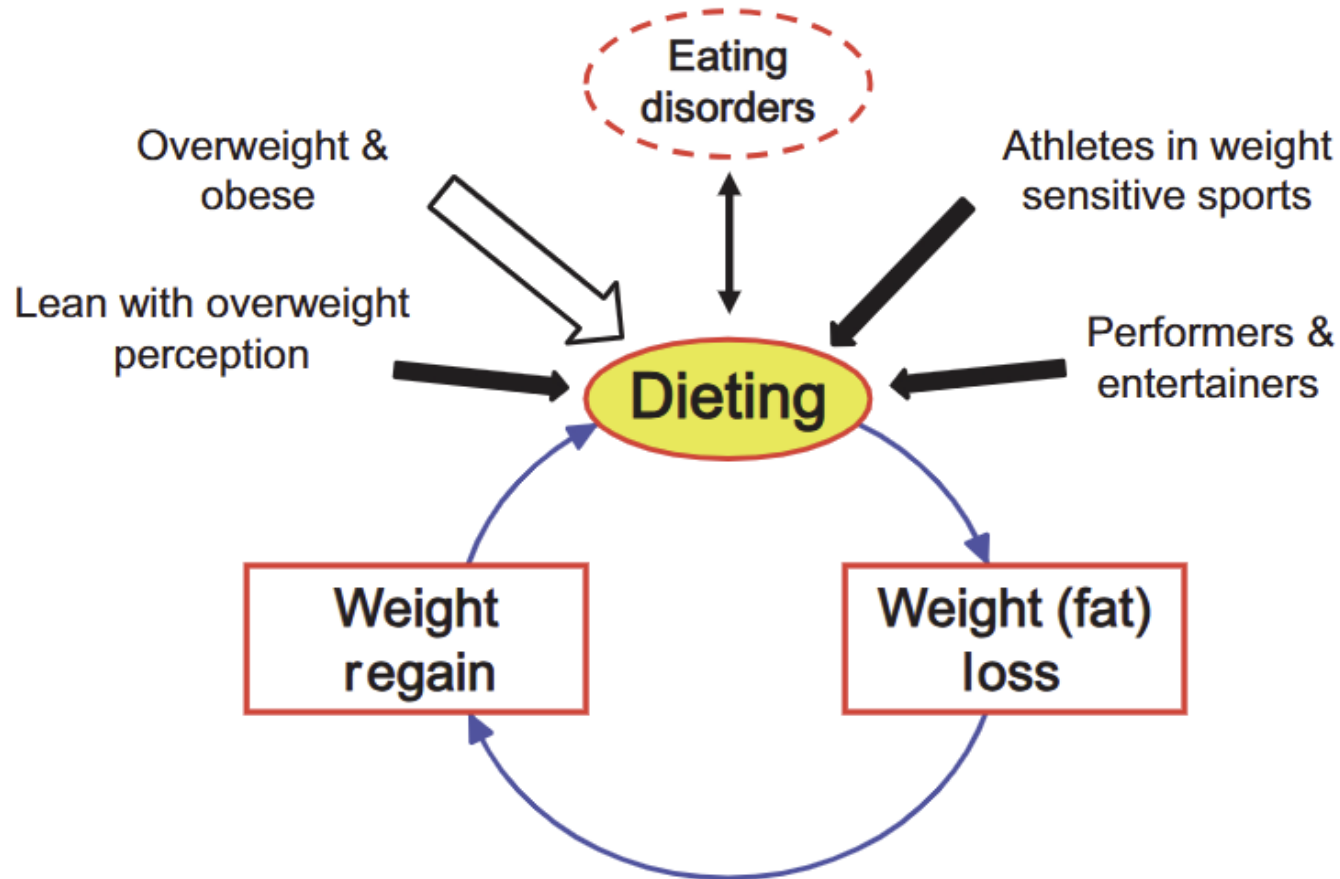 Eating
disorders
Overweight &
obese
Athletes in weight
sensitive sports
Lean with overweight
perception
Performers &
entertainers
Dieting
Weight
regain
Weight (fat)
loss